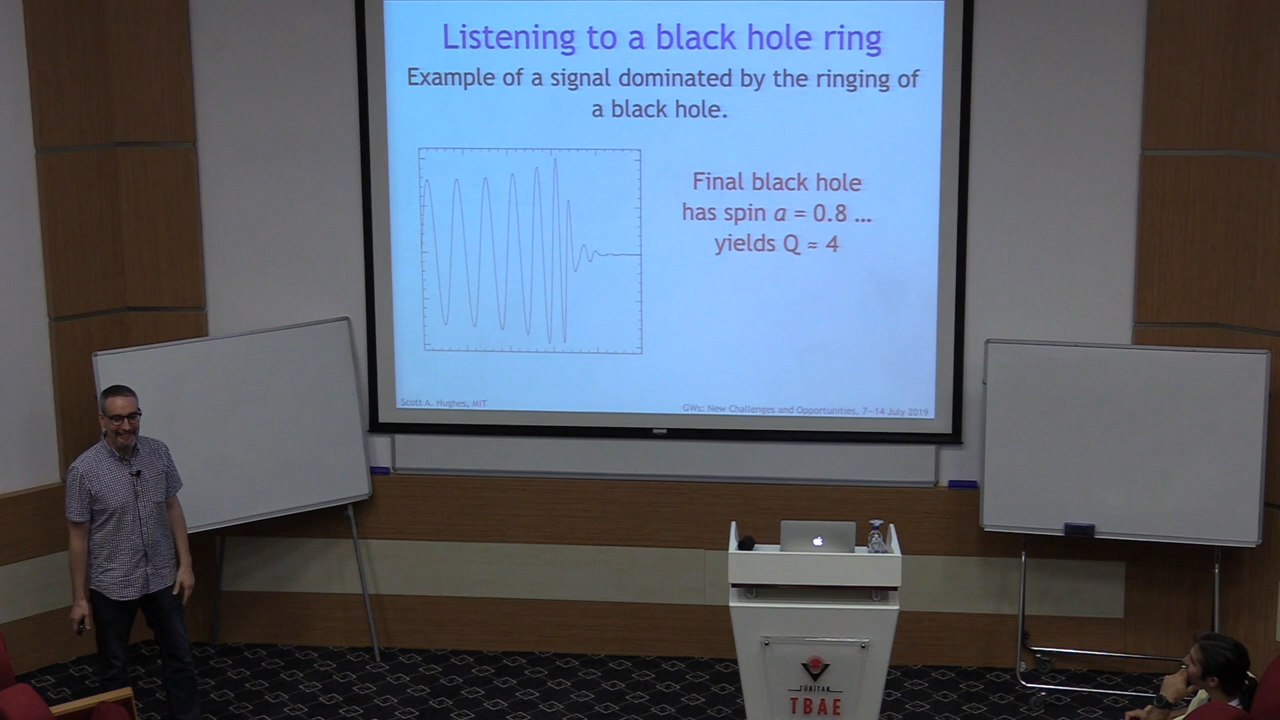 Listening to a black hole ring
Example of a signal dominated by the ringing of
a black hole.
Final black hole
has spin a = 0.8 ...
yields Q ≈ 4
Scott A. Hughes, MIT
GWs: New Challenges and Opportunities, 7—14 July 2019
TÜBİTAK
TBAE